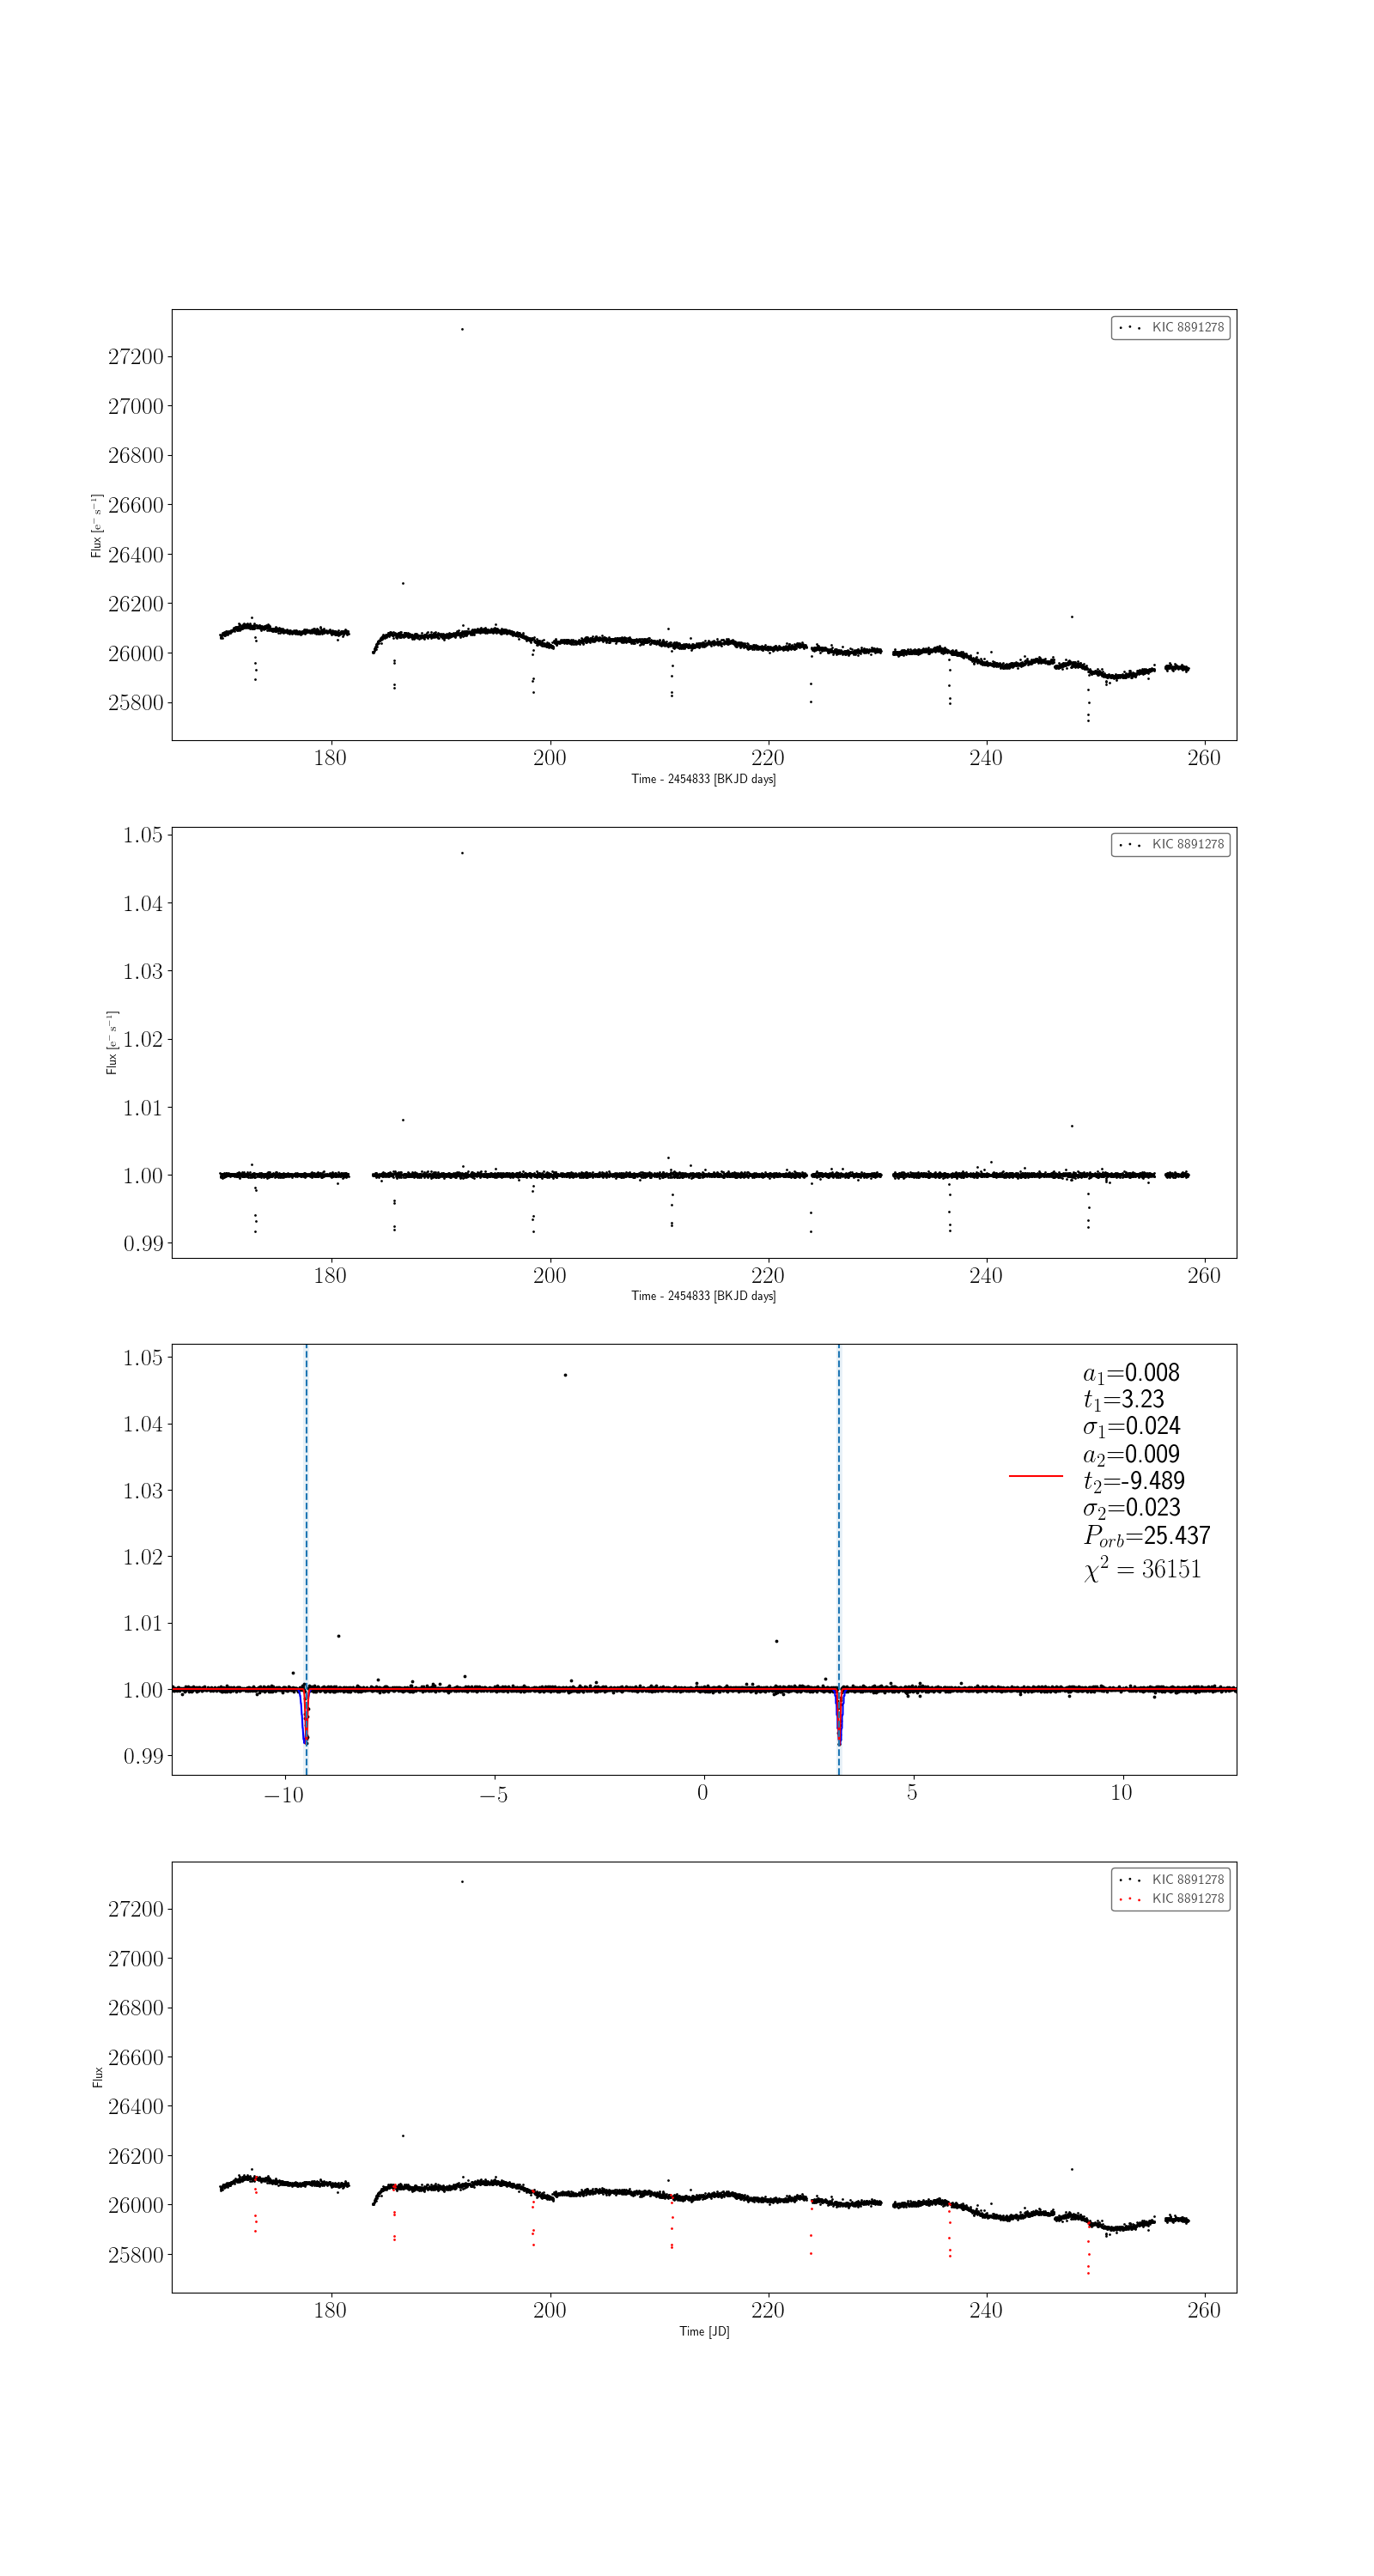 KIC 8891278
27200
27000
26800
26600
26400
26200
26000
25800
Flux [e⁻ s⁻¹]
180 200 220 240 260
Time - 2454833 [BKJD days]
KIC 8891278
1.05
1.04
1.03
1.02
1.01
1.00
0.99
Flux [e⁻ s⁻¹]
180 200 220 240 260
Time - 2454833 [BKJD days]
1.05
1.04
1.03
1.02
1.01
1.00
0.99
a₁=0.008
t₁=3.23
σ₁=0.024
a₂=0.009
t₂=-9.489
σ₂=0.023
P_orb=25.437
χ² = 36151
−10 −5 0 5 10
KIC 8891278
KIC 8891278
27200
27000
26800
26600
26400
26200
26000
25800
Flux
180 200 220 240 260
Time [JD]